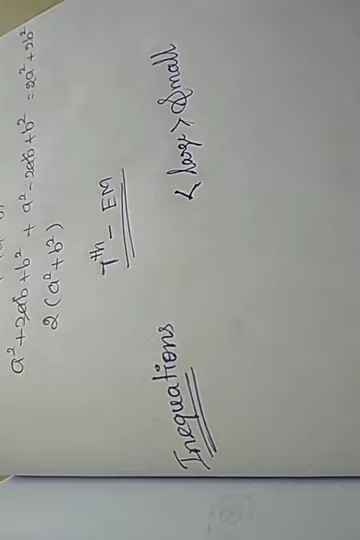 a² + 2ab + b² + a² - 2ab + b² = 2a² + 2b²
2 (a² + b²)
7ᵗʰ - EM
Inequations
< large > Small